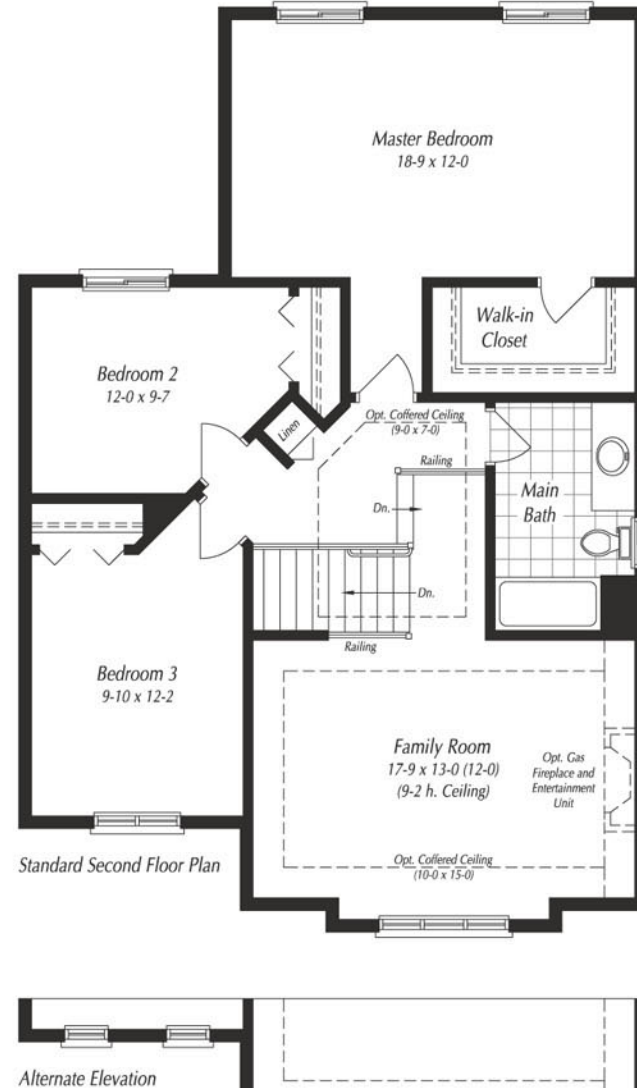 Master Bedroom
18-9 x 12-0
Walk-in
Closet
Bedroom 2
12-0 x 9-7
Linen
Opt. Coffered Ceiling
(9-0 x 7-0)
Railing
Main
Bath
Dn.
Dn.
Railing
Bedroom 3
9-10 x 12-2
Family Room
17-9 x 13-0 (12-0)
(9-2 h. Ceiling)
Opt. Gas
Fireplace and
Entertainment
Unit
Standard Second Floor Plan
Opt. Coffered Ceiling
(10-0 x 15-0)
Alternate Elevation